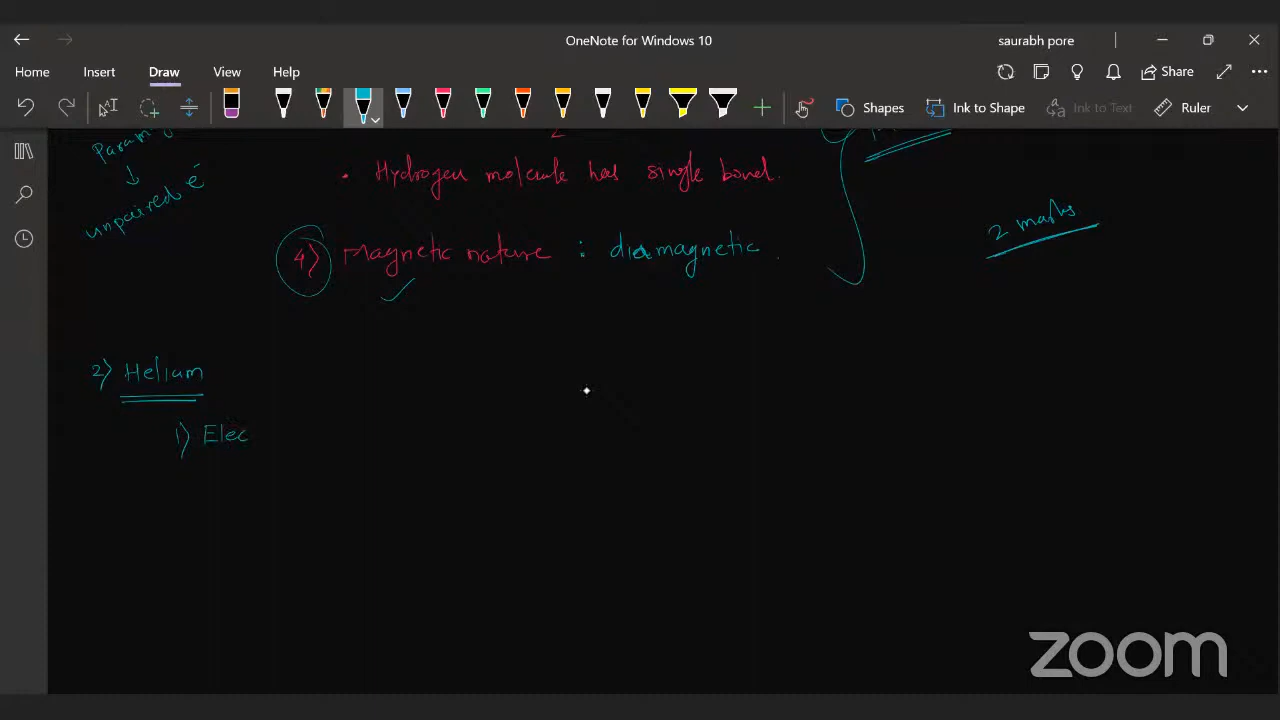 OneNote for Windows 10
saurabh pore
Home Insert Draw View Help
Share
Shapes
Ink to Shape
Ink to Text
Ruler
unpaired e̅
• Hydrogen molecule has single bond.
4) Magnetic nature : diamagnetic.
2 marks
2) Helium
1) Elec
zoom